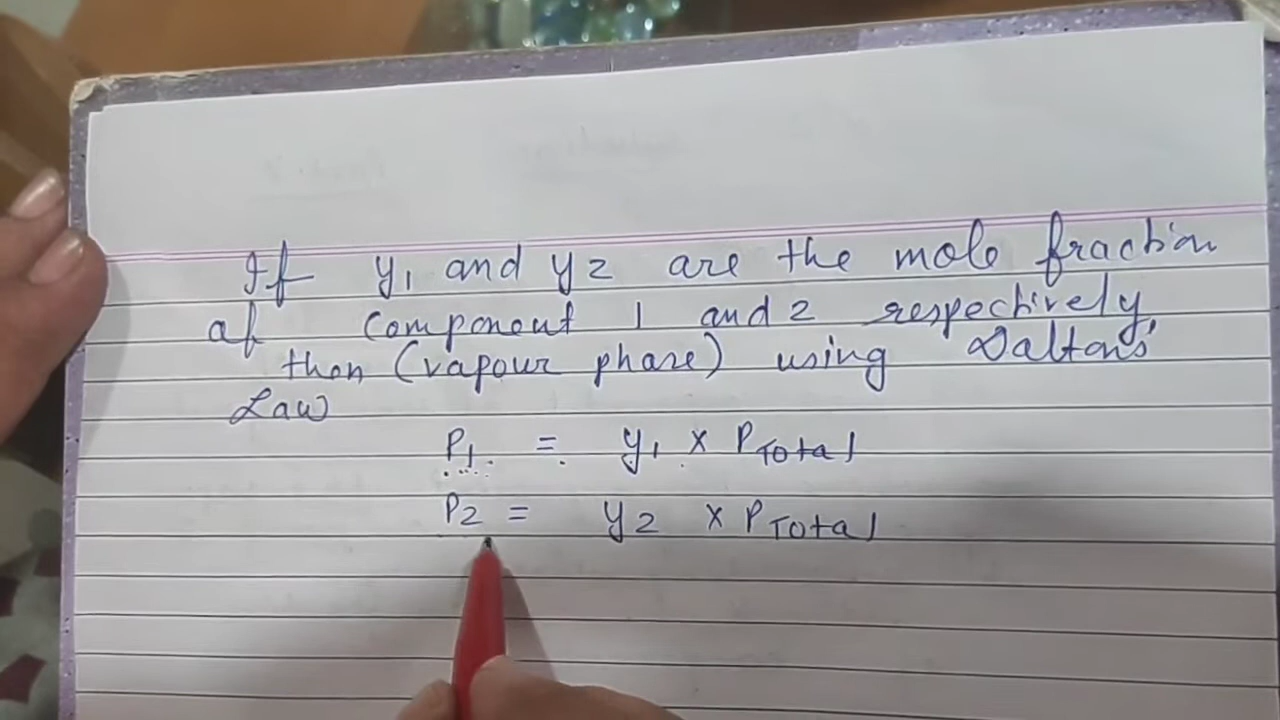 If y1 and y2 are the mole fraction
of component 1 and 2 respectively,
then (vapour phase) using Daltons'
Law
P1 = y1 × PTotal
P2 = y2 × PTotal